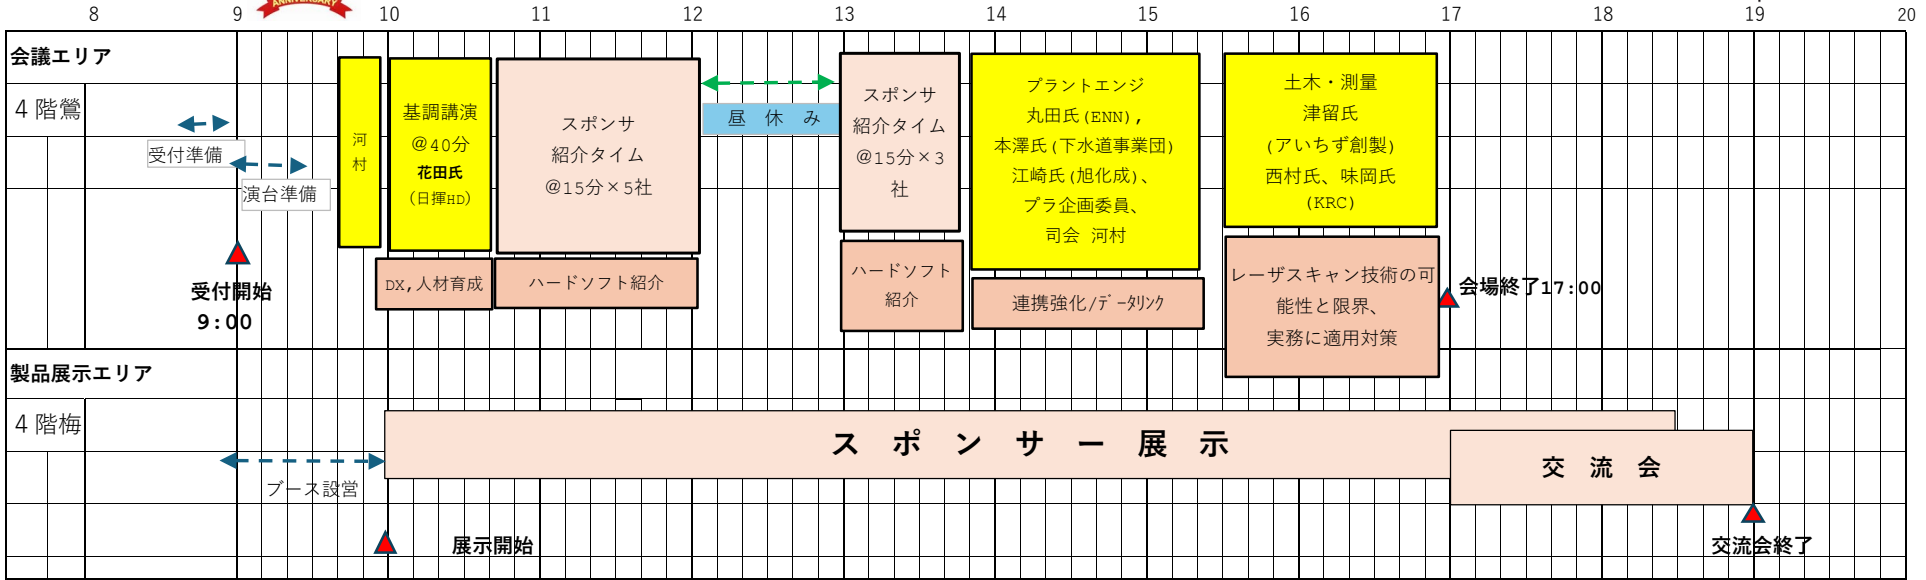 ANNIVERSARY
8 9 10 11 12 13 14 15 16 17 18 19 20
会議エリア
４階鶯
受付準備
演台準備
受付開始
9:00
河
村
基調講演
@40分
花田氏
(日揮HD)
DX,人材育成
スポンサ
紹介タイム
@15分×5社
ハードソフト紹介
昼 休 み
スポンサ
紹介タイム
@15分×3
社
ハードソフト
紹介
プラントエンジ
丸田氏(ENN),
本澤氏(下水道事業団)
江崎氏(旭化成)、
プラ企画委員、
司会 河村
連携強化/ﾃﾞｰﾀﾘﾝｸ
土木・測量
津留氏
(アいちず創製)
西村氏、味岡氏
(KRC)
レーザスキャン技術の可
能性と限界、
実務に適用対策
会場終了17:00
製品展示エリア
４階梅
ブース設営
展示開始
スポンサー展示
交 流 会
交流会終了